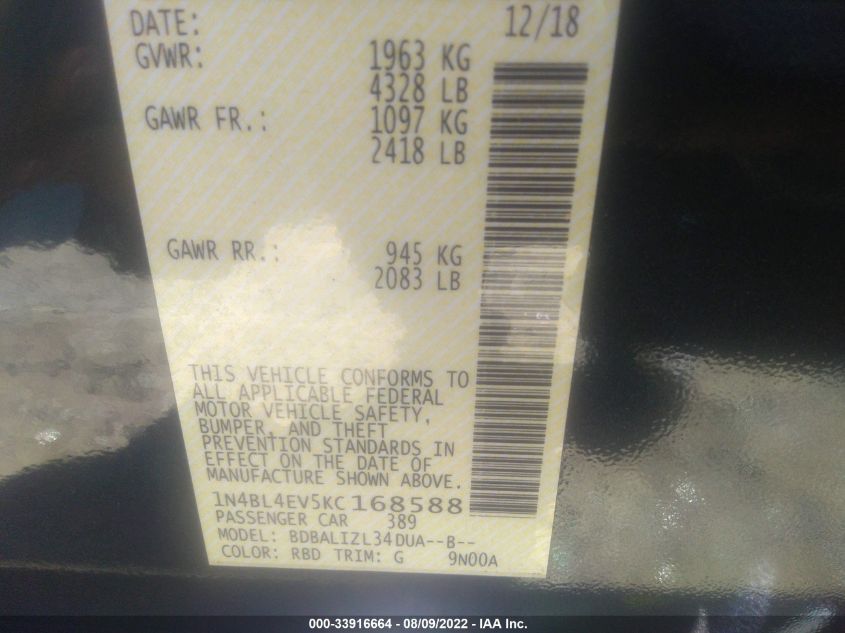 DATE: 12/18
GVWR: 1963 KG
4328 LB
GAWR FR.: 1097 KG
2418 LB
GAWR RR.: 945 KG
2083 LB
THIS VEHICLE CONFORMS TO
ALL APPLICABLE FEDERAL
MOTOR VEHICLE SAFETY,
BUMPER, AND THEFT
PREVENTION STANDARDS IN
EFFECT ON THE DATE OF
MANUFACTURE SHOWN ABOVE.
1N4BL4EV5KC168588
PASSENGER CAR 389
MODEL: BDBALIZL34DUA--B--
COLOR: RBD TRIM: G 9N00A
000-33916664 - 08/09/2022 - IAA Inc.